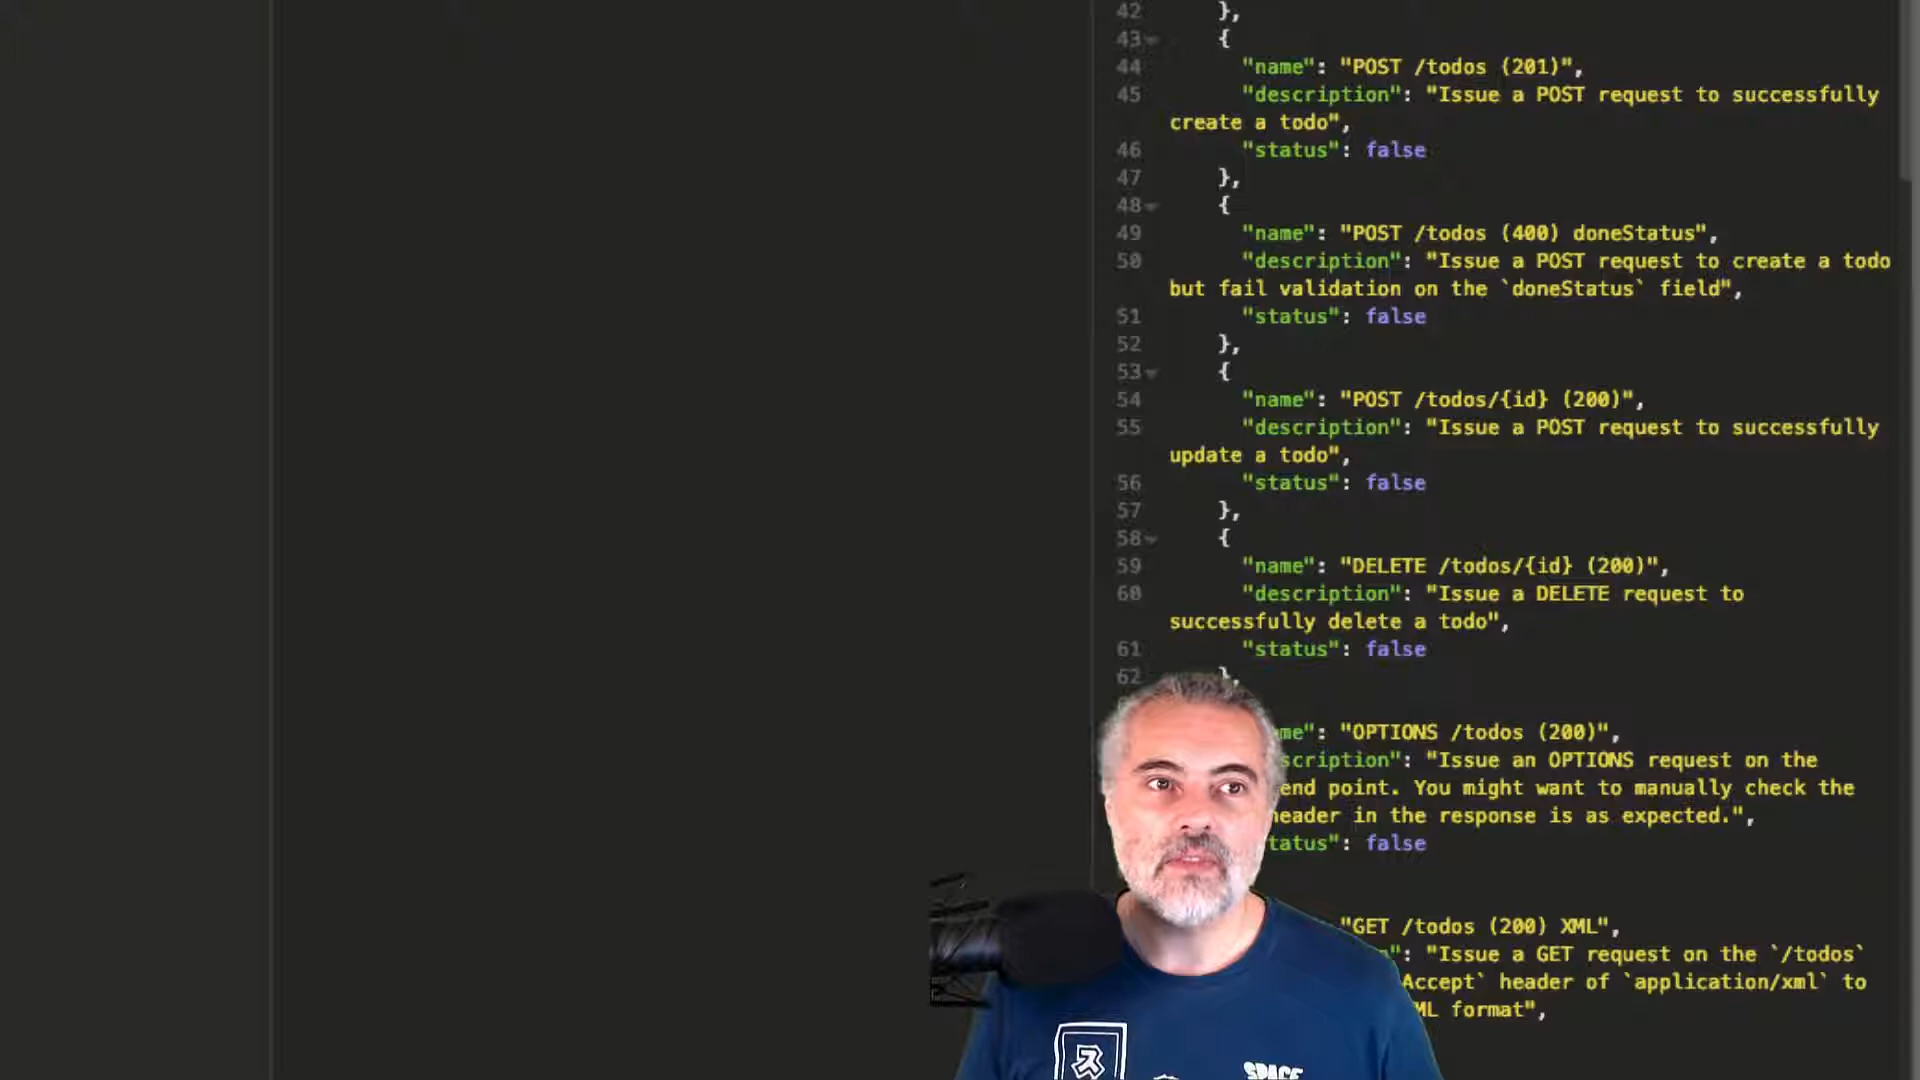 42 },
43 {
44 "name": "POST /todos (201)",
45 "description": "Issue a POST request to successfully
create a todo",
46 "status": false
47 },
48 {
49 "name": "POST /todos (400) doneStatus",
50 "description": "Issue a POST request to create a todo
but fail validation on the `doneStatus` field",
51 "status": false
52 },
53 {
54 "name": "POST /todos/{id} (200)",
55 "description": "Issue a POST request to successfully
update a todo",
56 "status": false
57 },
58 {
59 "name": "DELETE /todos/{id} (200)",
60 "description": "Issue a DELETE request to
successfully delete a todo",
61 "status": false
62 },
me": "OPTIONS /todos (200)",
scription": "Issue an OPTIONS request on the
end point. You might want to manually check the
header in the response is as expected.",
tatus": false
"GET /todos (200) XML",
": "Issue a GET request on the `/todos`
Accept` header of `application/xml` to
ML format",
SPACE